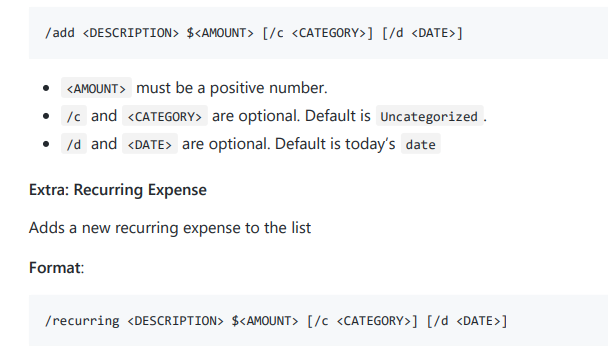 /add <DESCRIPTION> $<AMOUNT> [/c <CATEGORY>] [/d <DATE>]
<AMOUNT> must be a positive number.
/c and <CATEGORY> are optional. Default is Uncategorized .
/d and <DATE> are optional. Default is today's date
Extra: Recurring Expense
Adds a new recurring expense to the list
Format:
/recurring <DESCRIPTION> $<AMOUNT> [/c <CATEGORY>] [/d <DATE>]